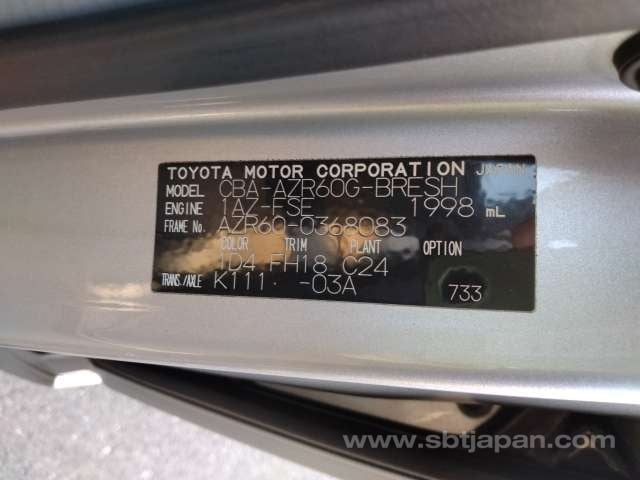 TOYOTA MOTOR CORPORATION JAPAN
MODEL CBA-AZR60G-BRESH
ENGINE 1AZ-FSE 1998 mL
FRAME No. AZR60-0368083
COLOR TRIM PLANT OPTION
1D4 FH18 C24
TRANS./AXLE K111 -03A 733
www.sbtjapan.com